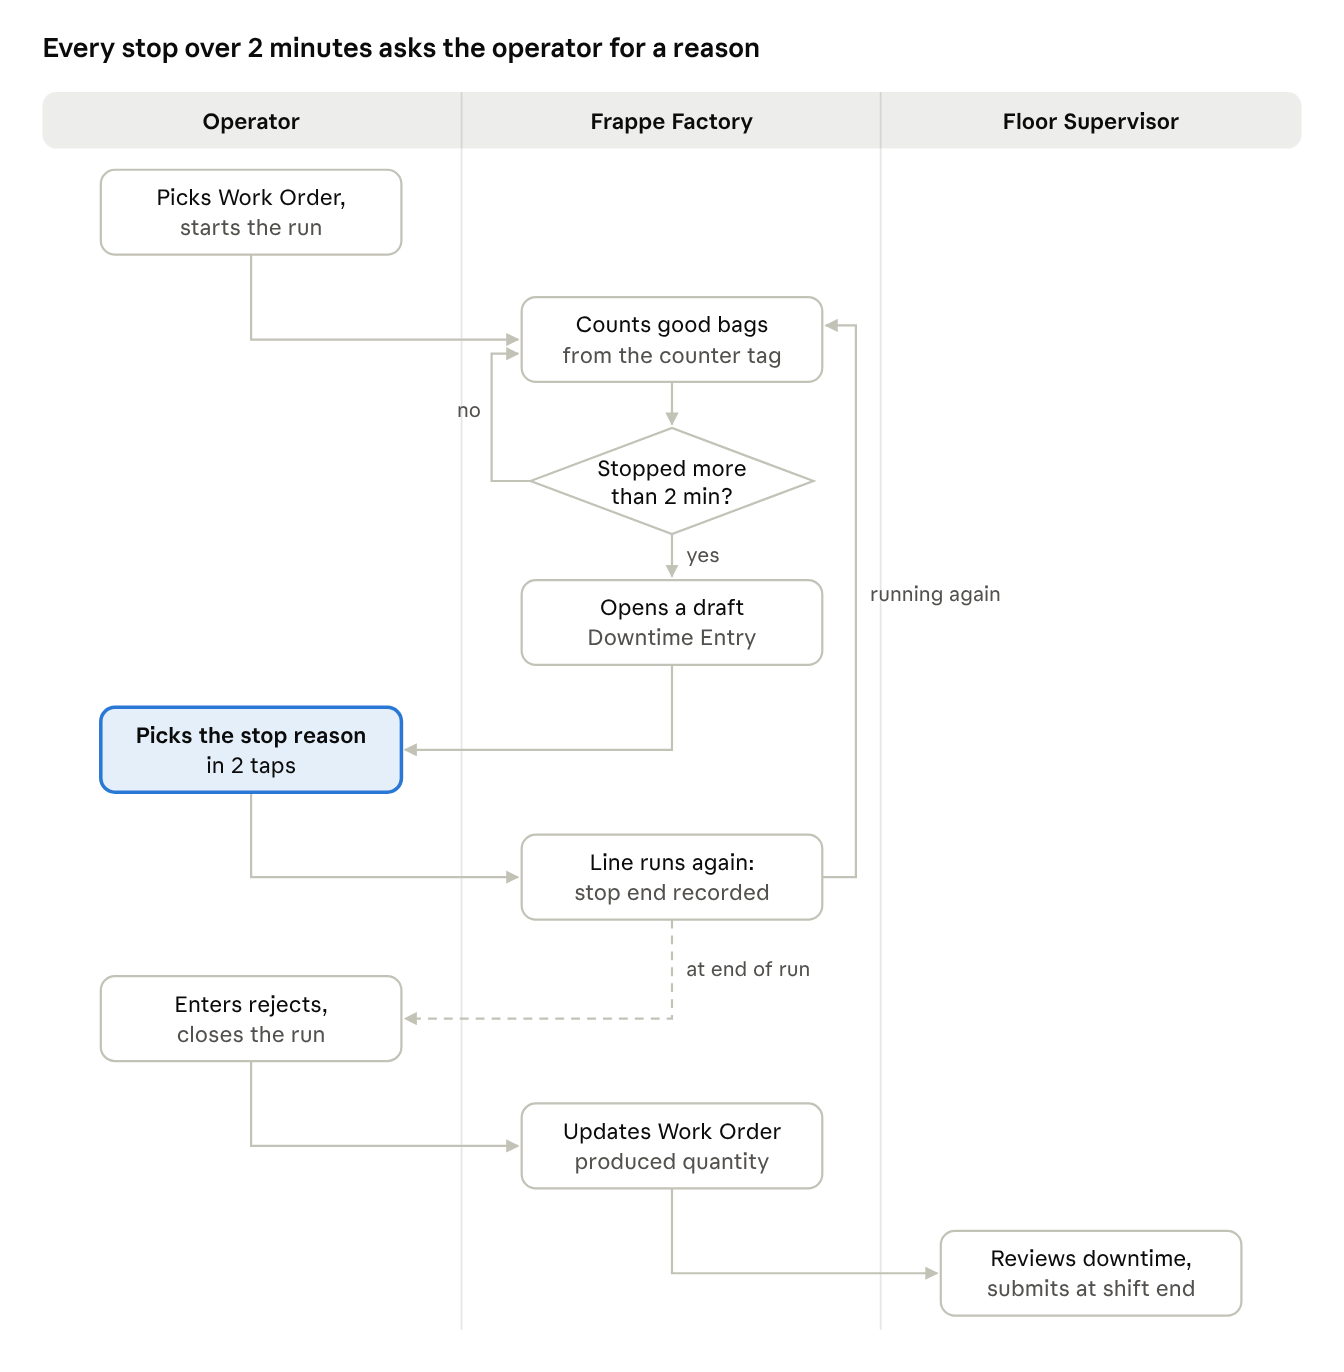 Every stop over 2 minutes asks the operator for a reason
Operator
Frappe Factory
Floor Supervisor
Picks Work Order,
starts the run
Counts good bags
from the counter tag
no
Stopped more
than 2 min?
yes
running again
Opens a draft
Downtime Entry
Picks the stop reason
in 2 taps
Line runs again:
stop end recorded
at end of run
Enters rejects,
closes the run
Updates Work Order
produced quantity
Reviews downtime,
submits at shift end